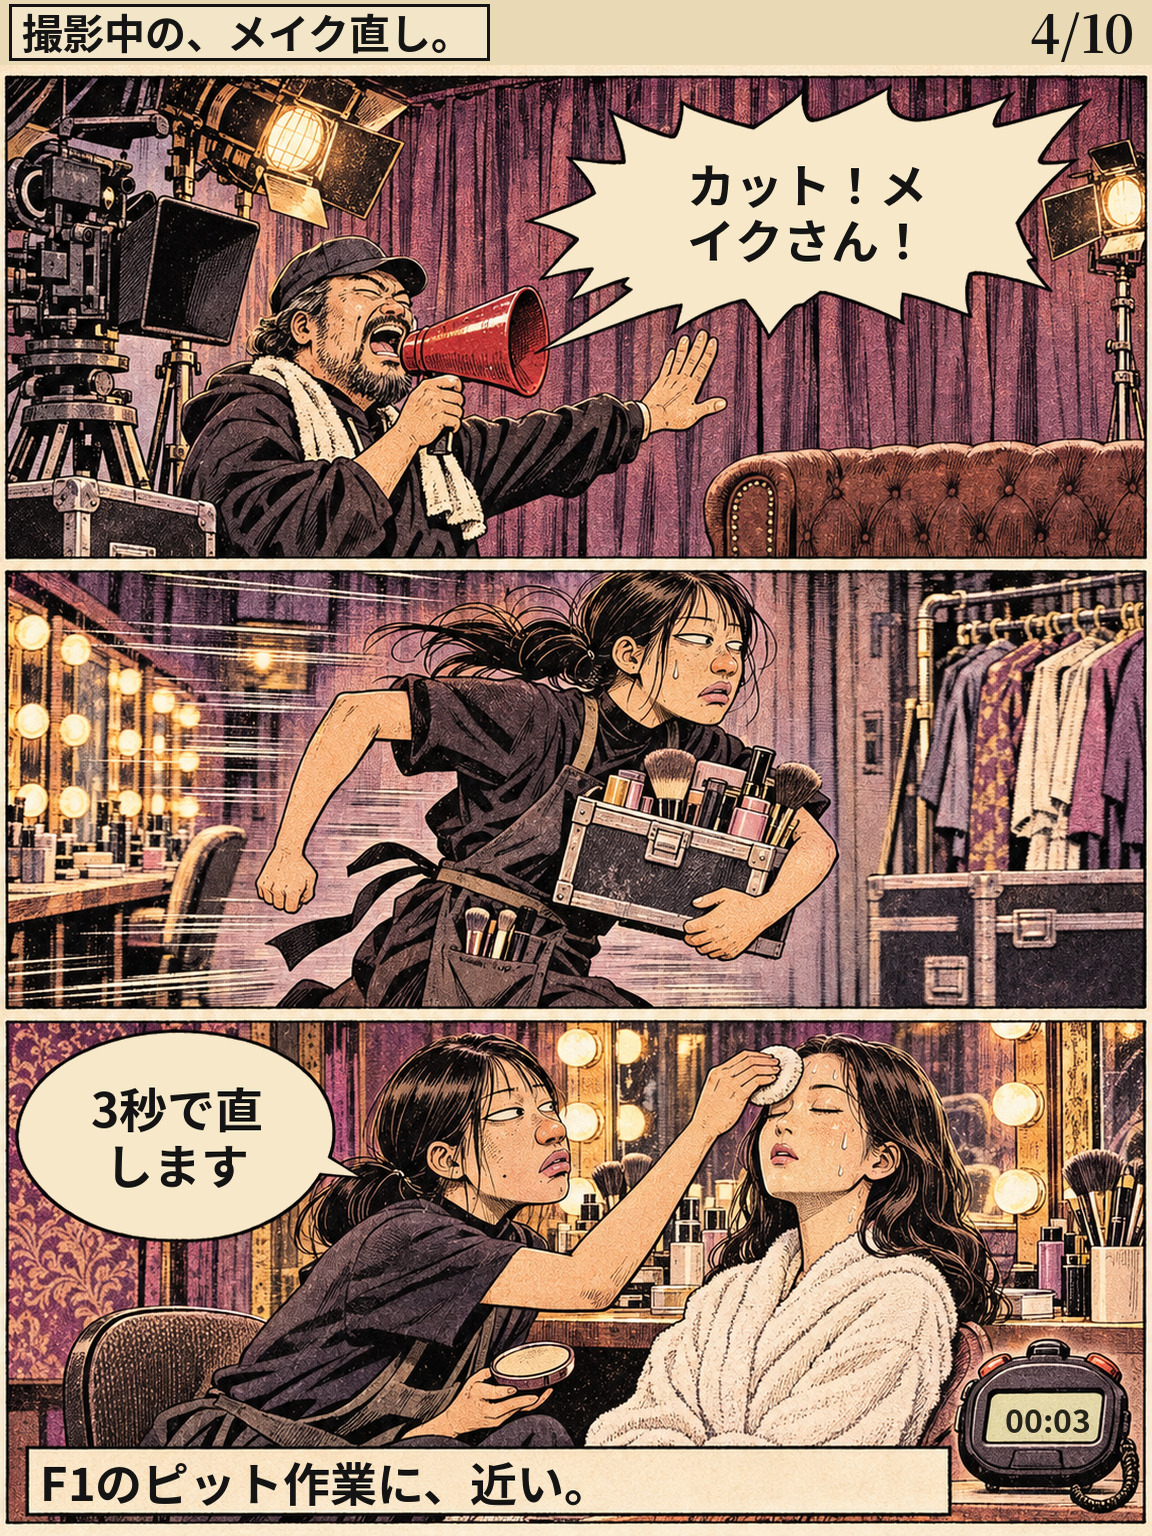 撮影中の、メイク直し。
4/10
カット！メ
イクさん！
3秒で直
します
00:03
F1のピット作業に、近い。